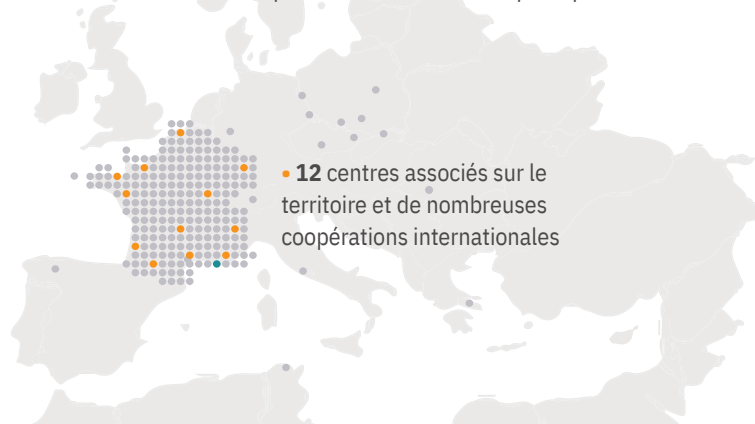 • 12 centres associés sur le
territoire et de nombreuses
coopérations internationales